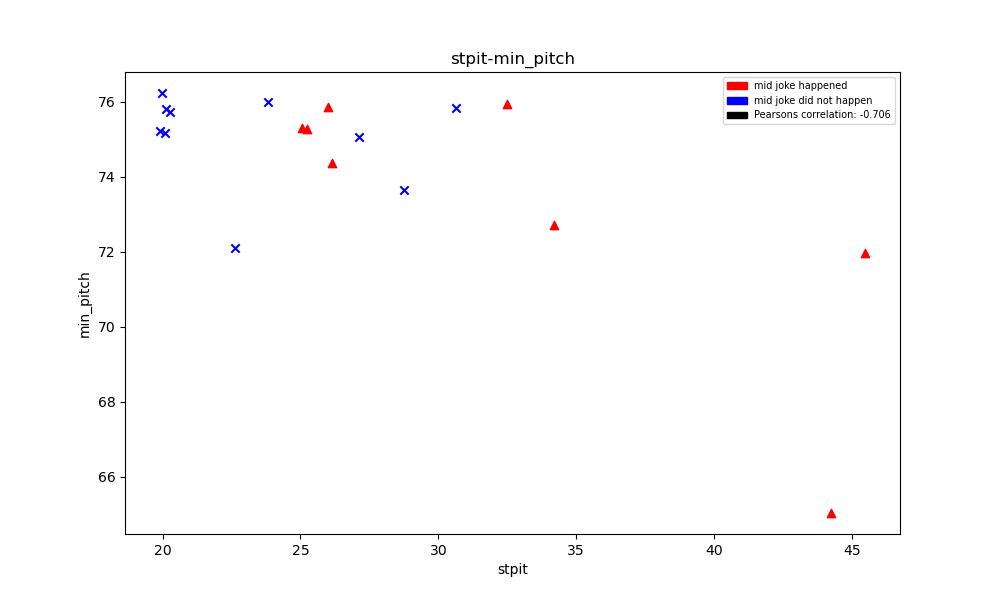 stpit-min_pitch
mid joke happened
mid joke did not happen
Pearsons correlation: -0.706
min_pitch
76
74
72
70
68
66
20 25 30 35 40 45
stpit